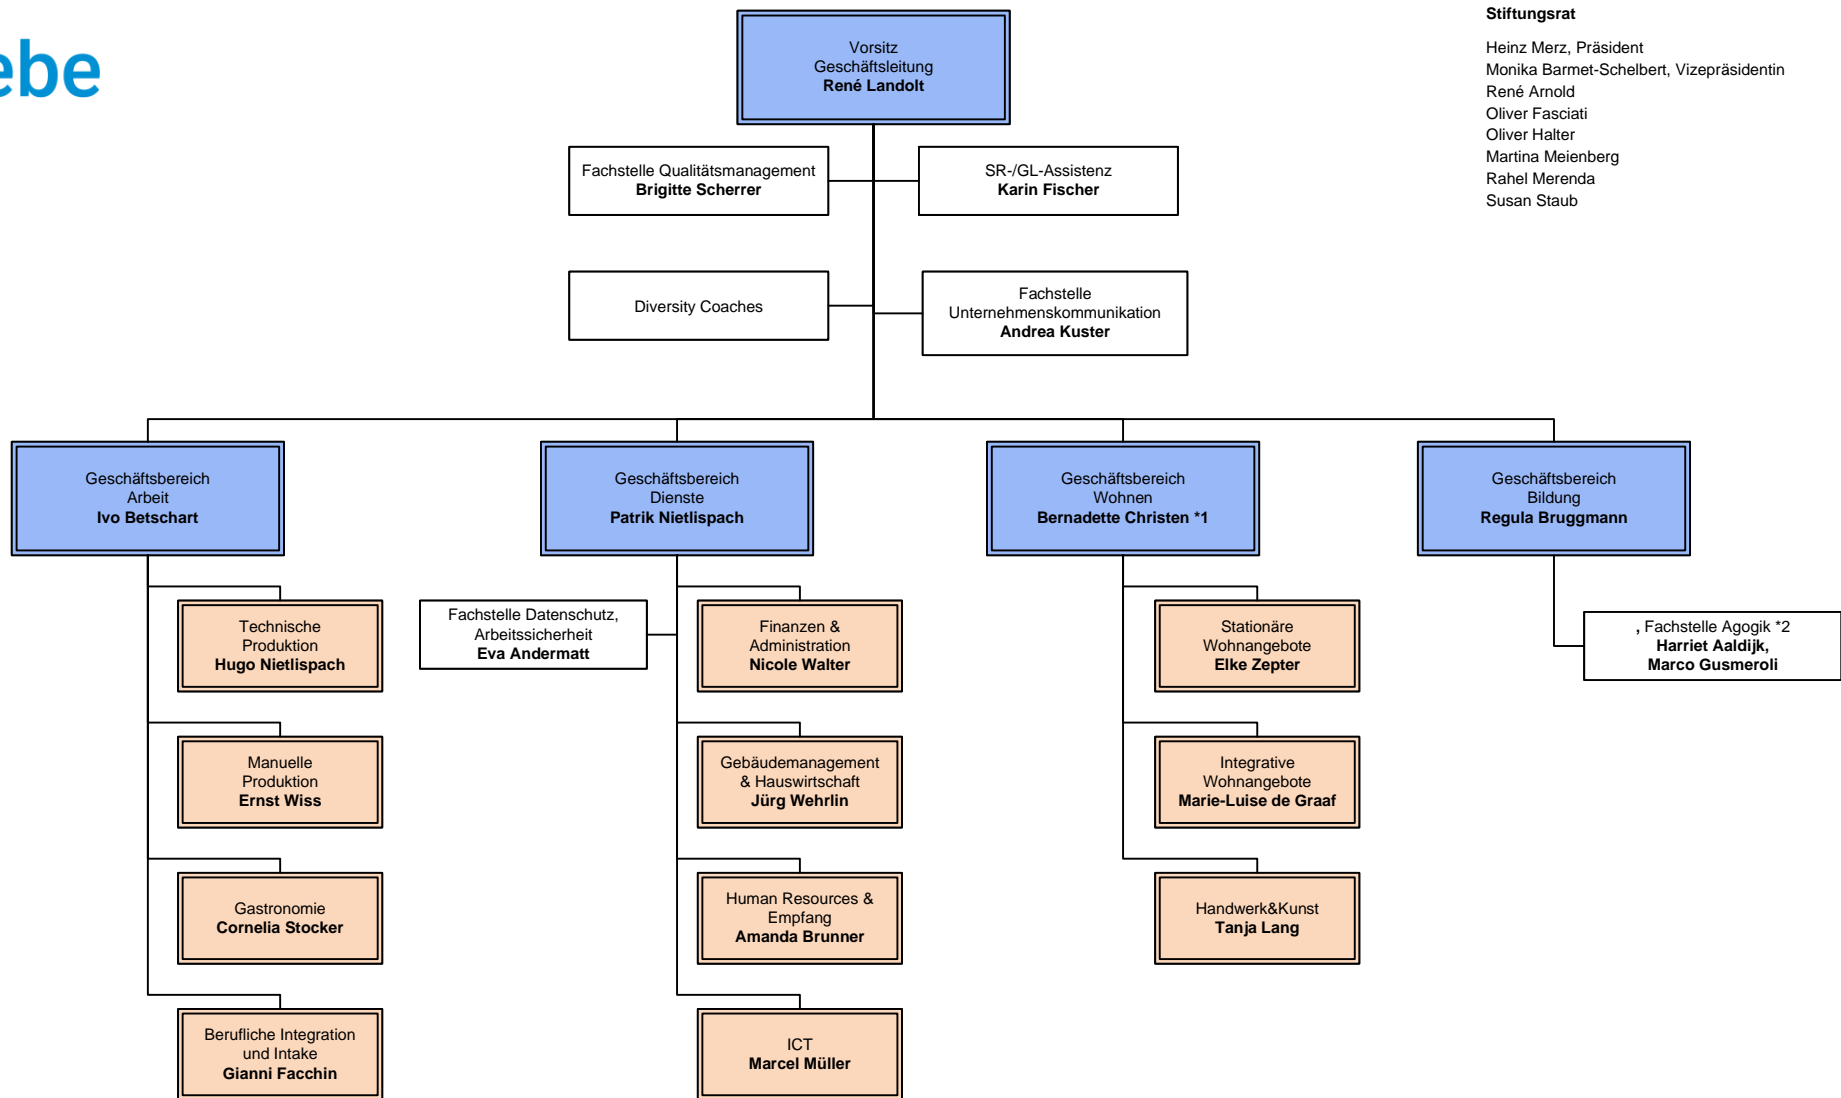 ebe
Stiftungsrat
Heinz Merz, Präsident
Monika Barmet-Schelbert, Vizepräsidentin
René Arnold
Oliver Fasciati
Oliver Halter
Martina Meienberg
Rahel Merenda
Susan Staub
Vorsitz
Geschäftsleitung
René Landolt
Fachstelle Qualitätsmanagement
Brigitte Scherrer
SR-/GL-Assistenz
Karin Fischer
Diversity Coaches
Fachstelle
Unternehmenskommunikation
Andrea Kuster
Geschäftsbereich
Arbeit
Ivo Betschart
Geschäftsbereich
Dienste
Patrik Nietlispach
Geschäftsbereich
Wohnen
Bernadette Christen *1
Geschäftsbereich
Bildung
Regula Bruggmann
Technische
Produktion
Hugo Nietlispach
Fachstelle Datenschutz,
Arbeitssicherheit
Eva Andermatt
Finanzen &
Administration
Nicole Walter
Stationäre
Wohnangebote
Elke Zepter
, Fachstelle Agogik *2
Harriet Aaldijk,
Marco Gusmeroli
Manuelle
Produktion
Ernst Wiss
Gebäudemanagement
& Hauswirtschaft
Jürg Wehrlin
Integrative
Wohnangebote
Marie-Luise de Graaf
Gastronomie
Cornelia Stocker
Human Resources &
Empfang
Amanda Brunner
Handwerk&Kunst
Tanja Lang
Berufliche Integration
und Intake
Gianni Facchin
ICT
Marcel Müller